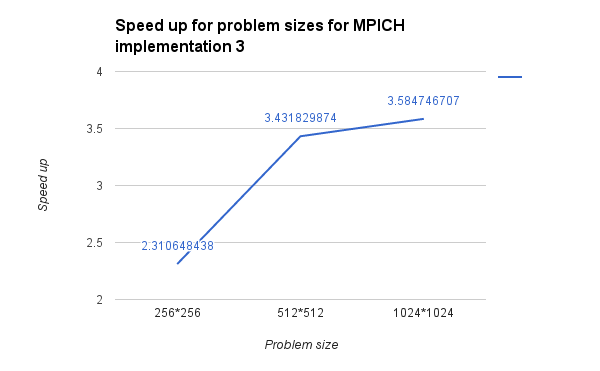 Speed up for problem sizes for MPICH
implementation 3
4
3.5
3
2.5
2
Speed up
2.310648438
3.431829874
3.584746707
256*256
512*512
1024*1024
Problem size